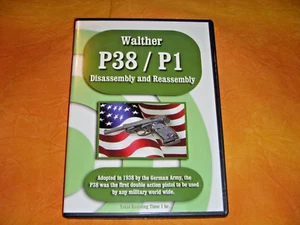 Walther
P38 / P1
Disassembly and Reassembly
Adopted in 1938 by the German Army, the
P38 was the first double action pistol to be used
by any military world wide.